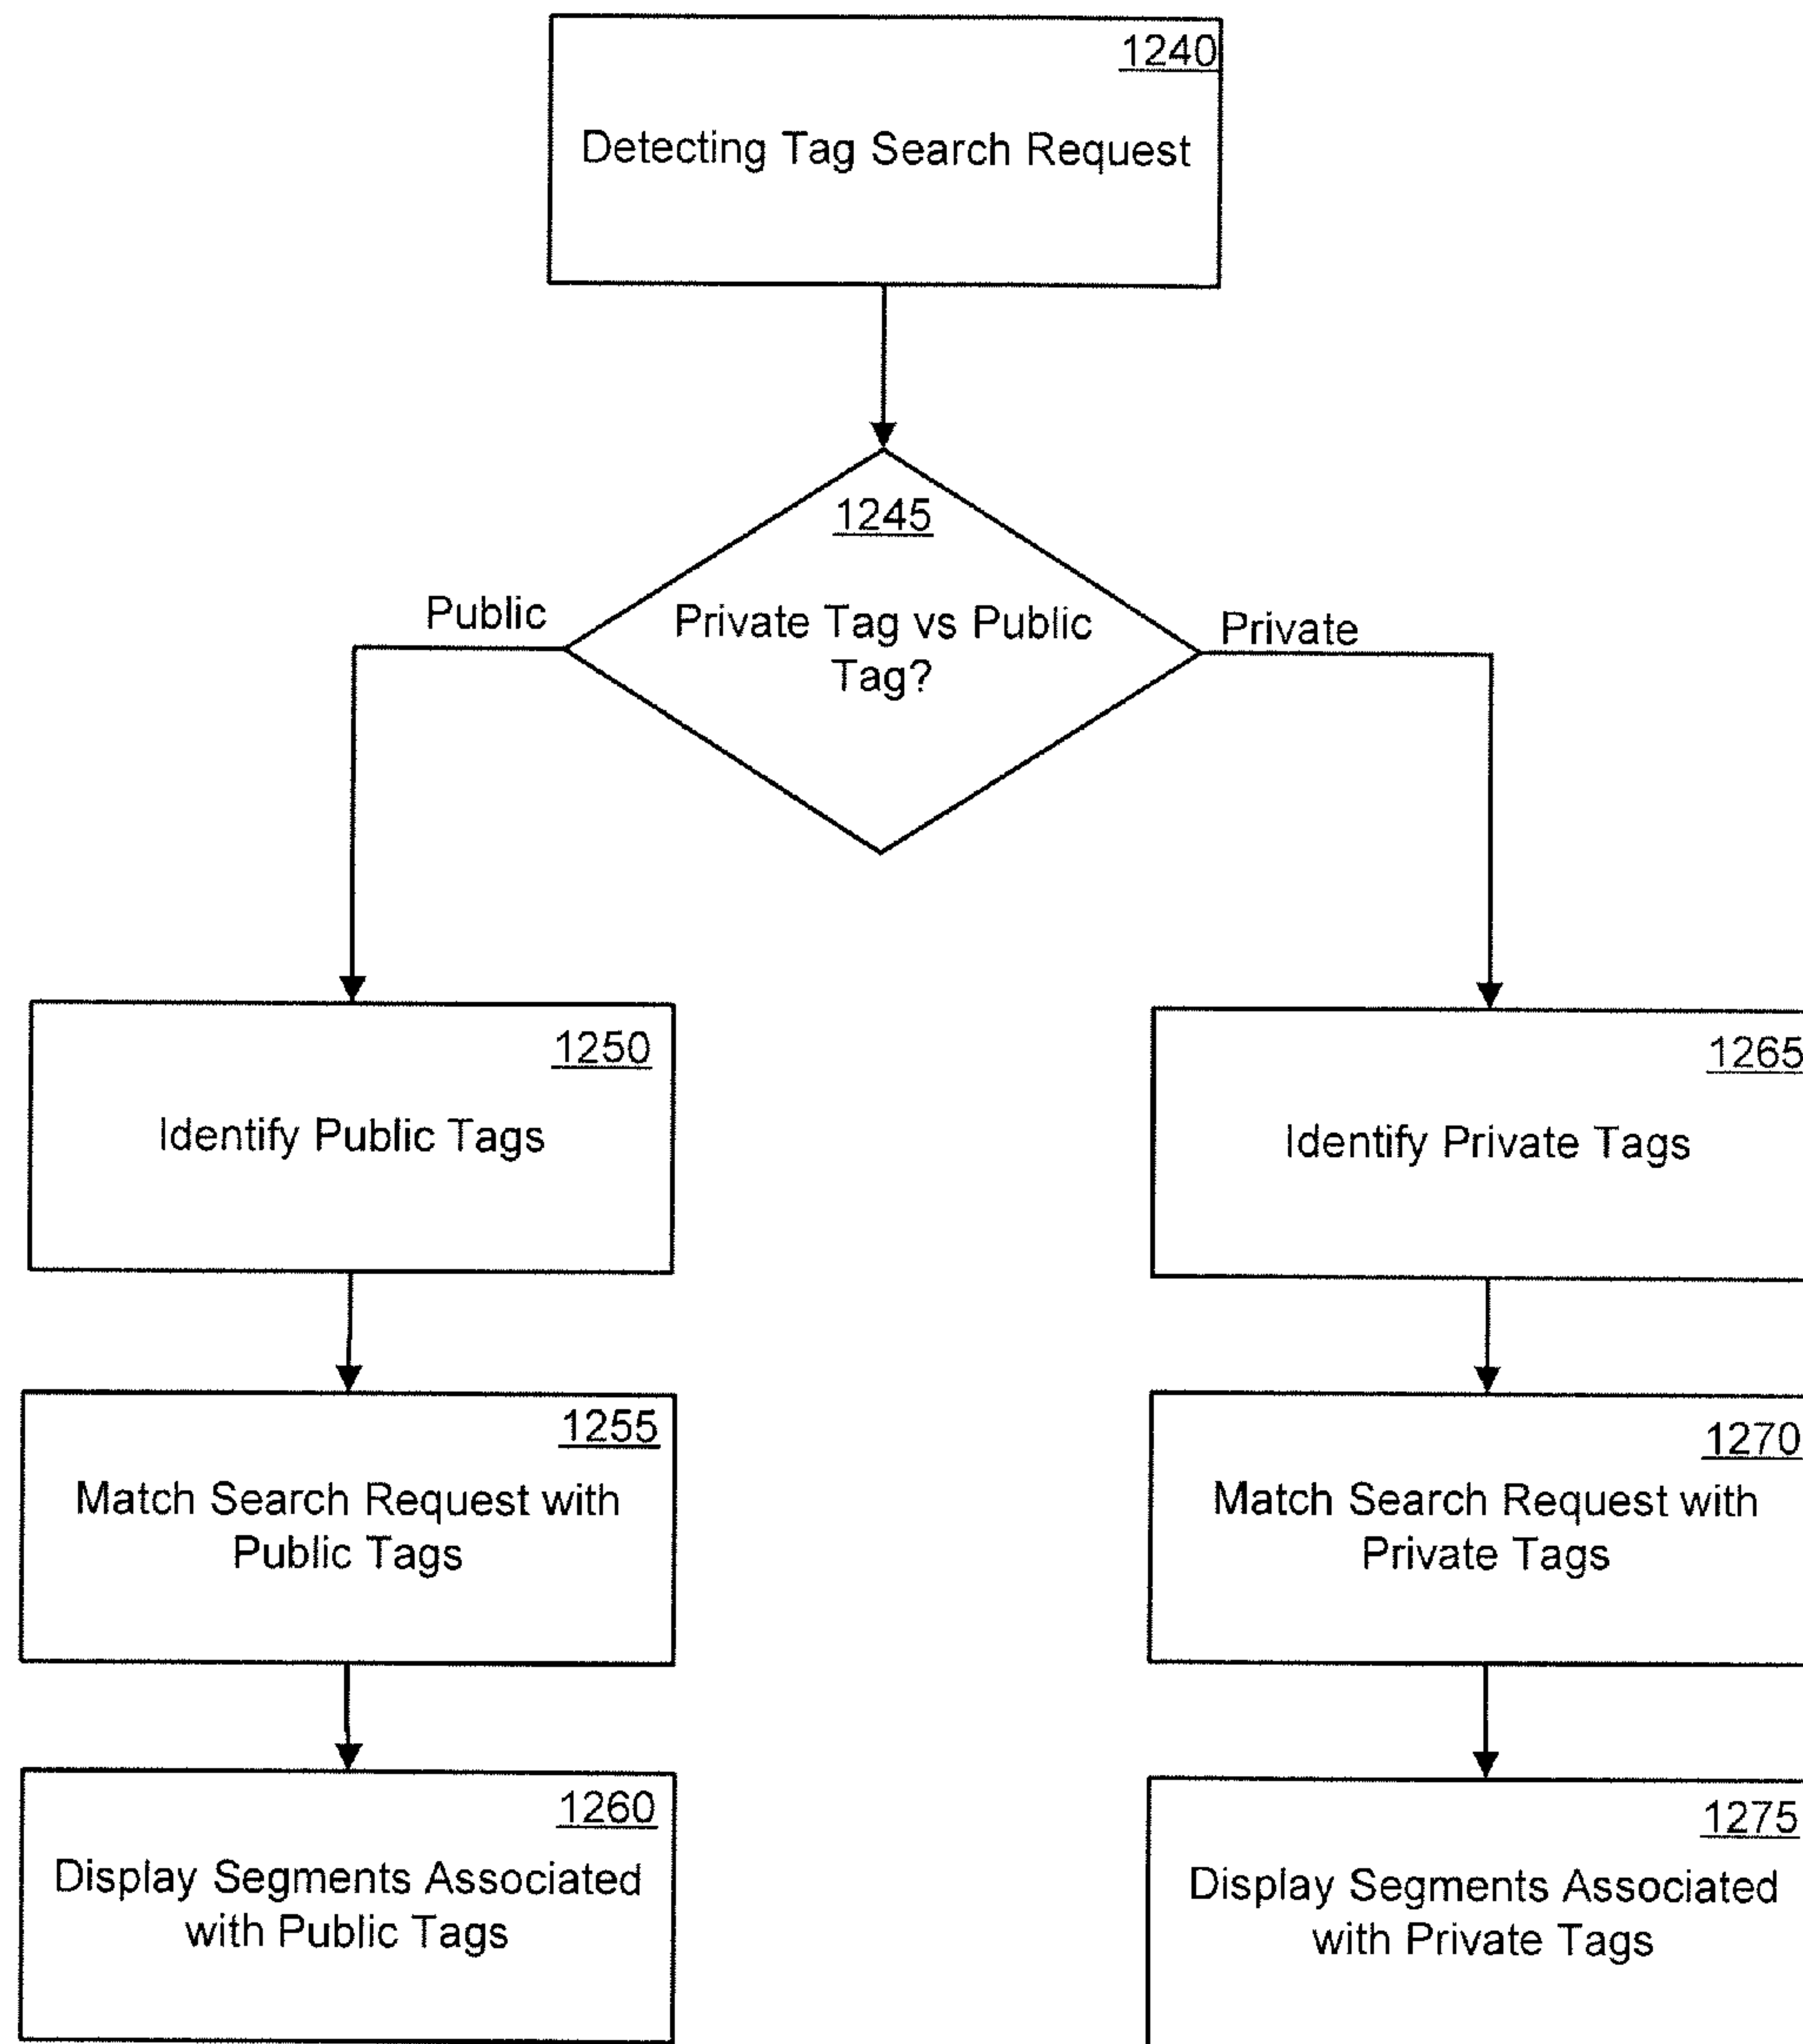 1240
Detecting Tag Search Request
1245
Private Tag vs Public
Tag?
Public
Private
1250
Identify Public Tags
1265
Identify Private Tags
1255
Match Search Request with
Public Tags
1270
Match Search Request with
Private Tags
1260
Display Segments Associated
with Public Tags
1275
Display Segments Associated
with Private Tags